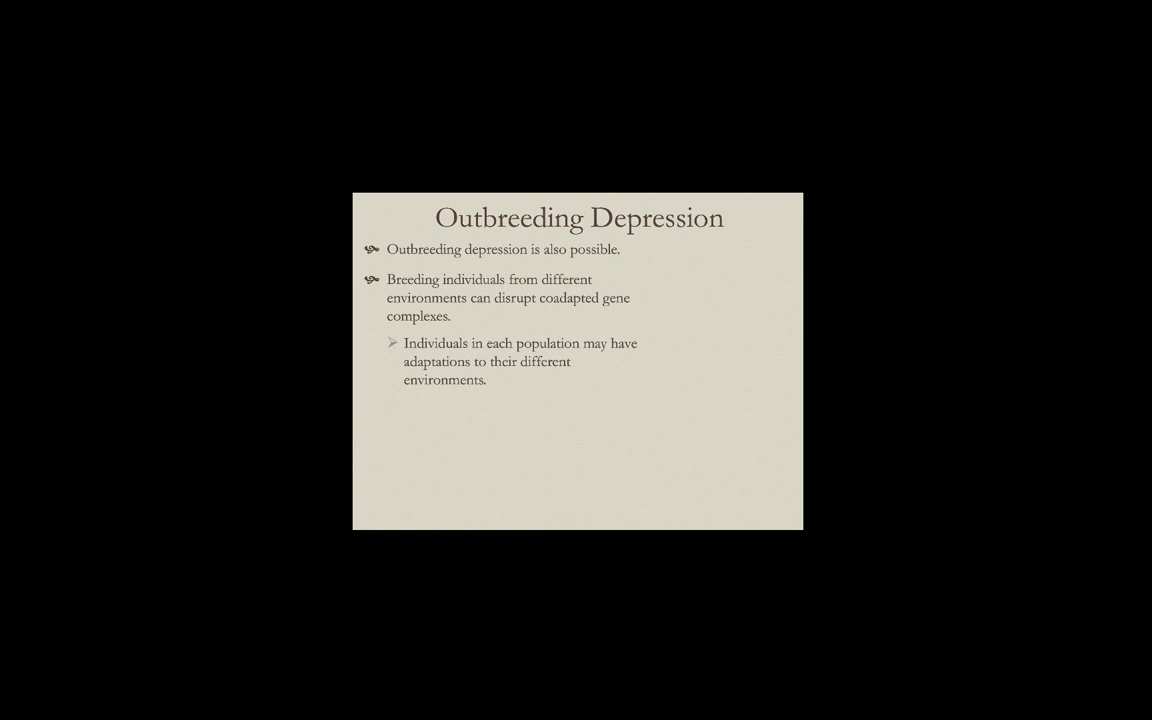 Outbreeding Depression
Outbreeding depression is also possible.
Breeding individuals from different
environments can disrupt coadapted gene
complexes.
Individuals in each population may have
adaptations to their different
environments.